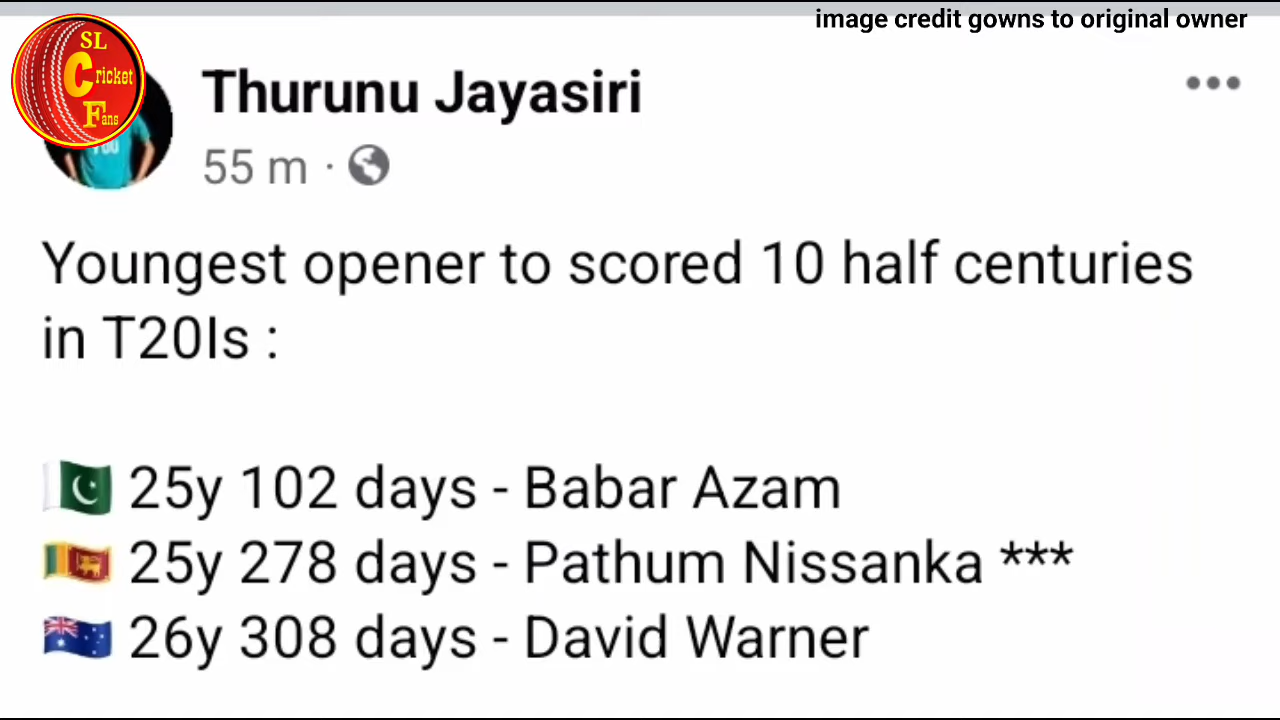 image credit gowns to original owner
SL
Cricket
Fans
Thurunu Jayasiri
55 m ·
Youngest opener to scored 10 half centuries
in T20Is :
🇵🇰 25y 102 days - Babar Azam
🇱🇰 25y 278 days - Pathum Nissanka ***
🇦🇺 26y 308 days - David Warner